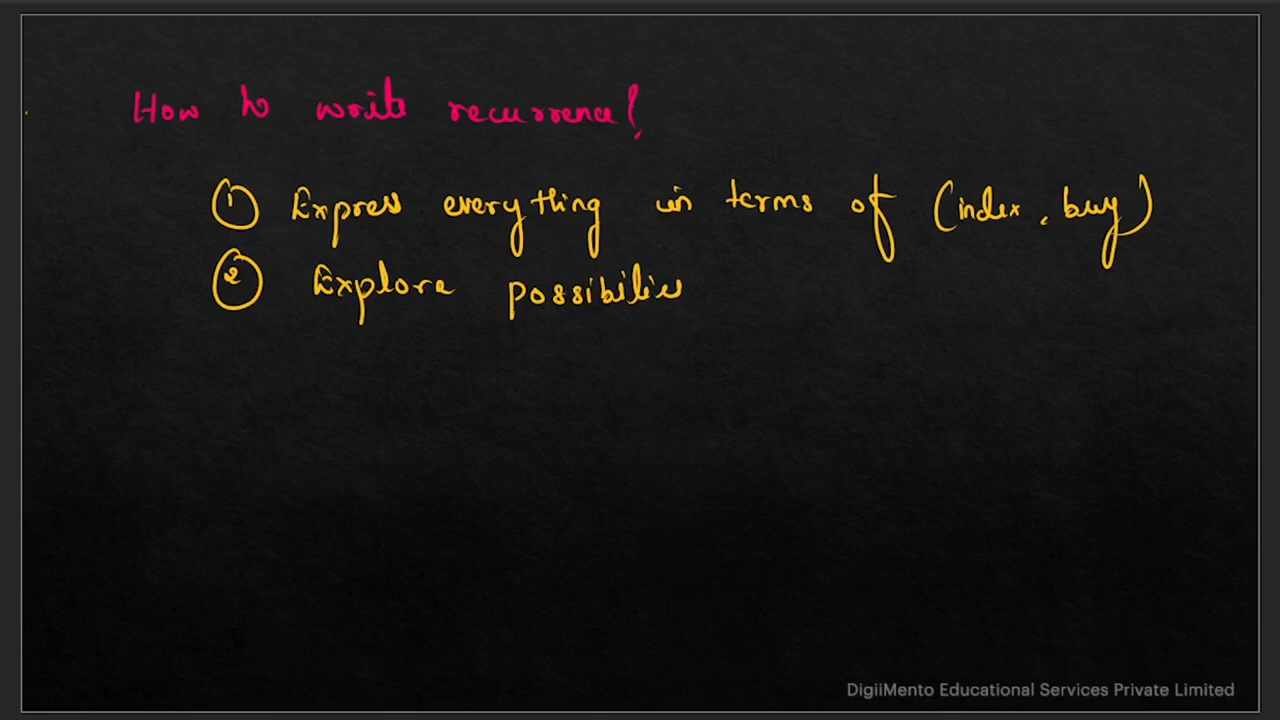 How to write recurrence?
① Express everything in terms of (index, buy)
② Explore possibilities
DigiiMento Educational Services Private Limited